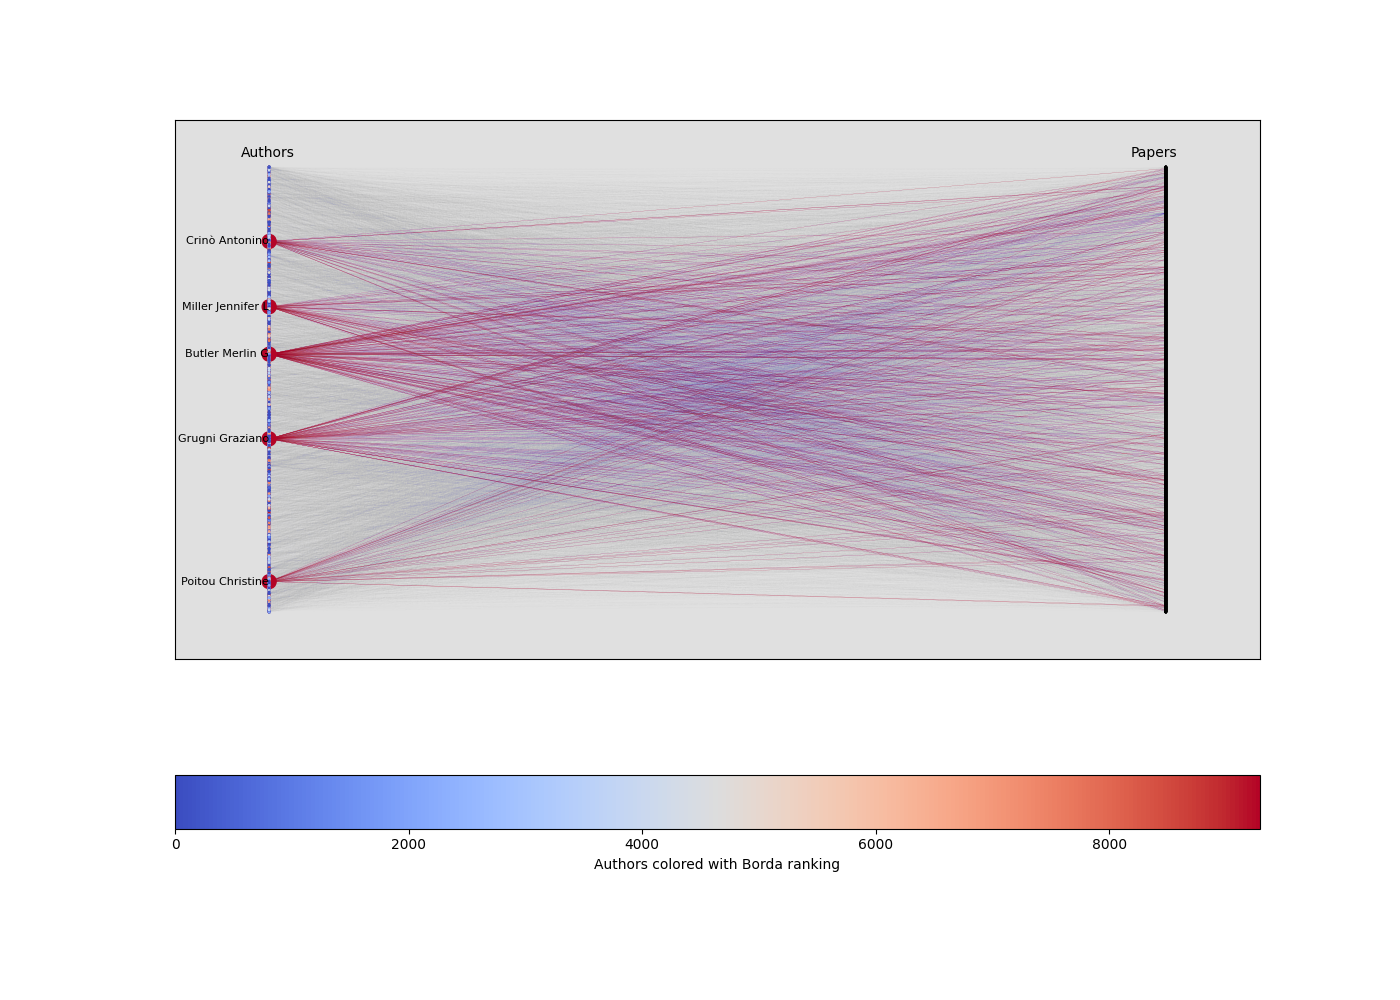 Authors
Papers
Crinò Antonino
Miller Jennifer
Butler Merlin G
Grugni Graziano
Poitou Christine
0
2000
4000
6000
8000
Authors colored with Borda ranking